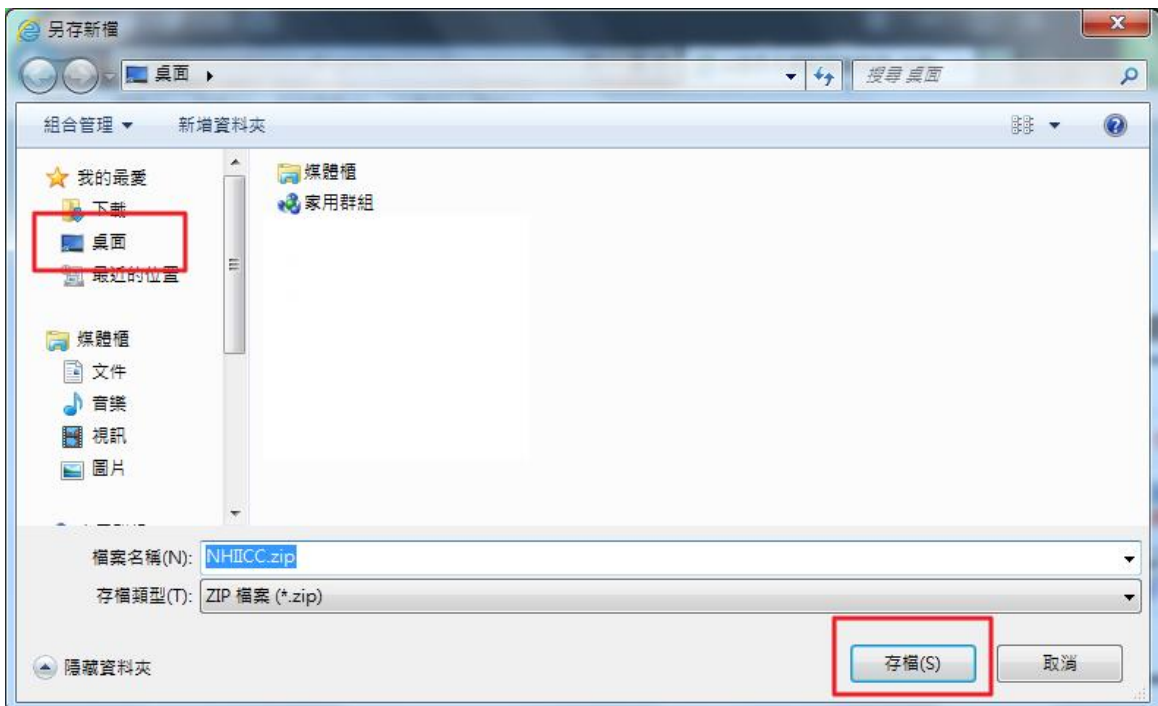 另存新檔
桌面
搜尋 桌面
組合管理
新增資料夾
我的最愛
下載
桌面
最近的位置
媒體櫃
文件
音樂
視訊
圖片
媒體櫃
家用群組
檔案名稱(N): NHIICC.zip
存檔類型(T): ZIP 檔案 (*.zip)
隱藏資料夾
存檔(S)
取消